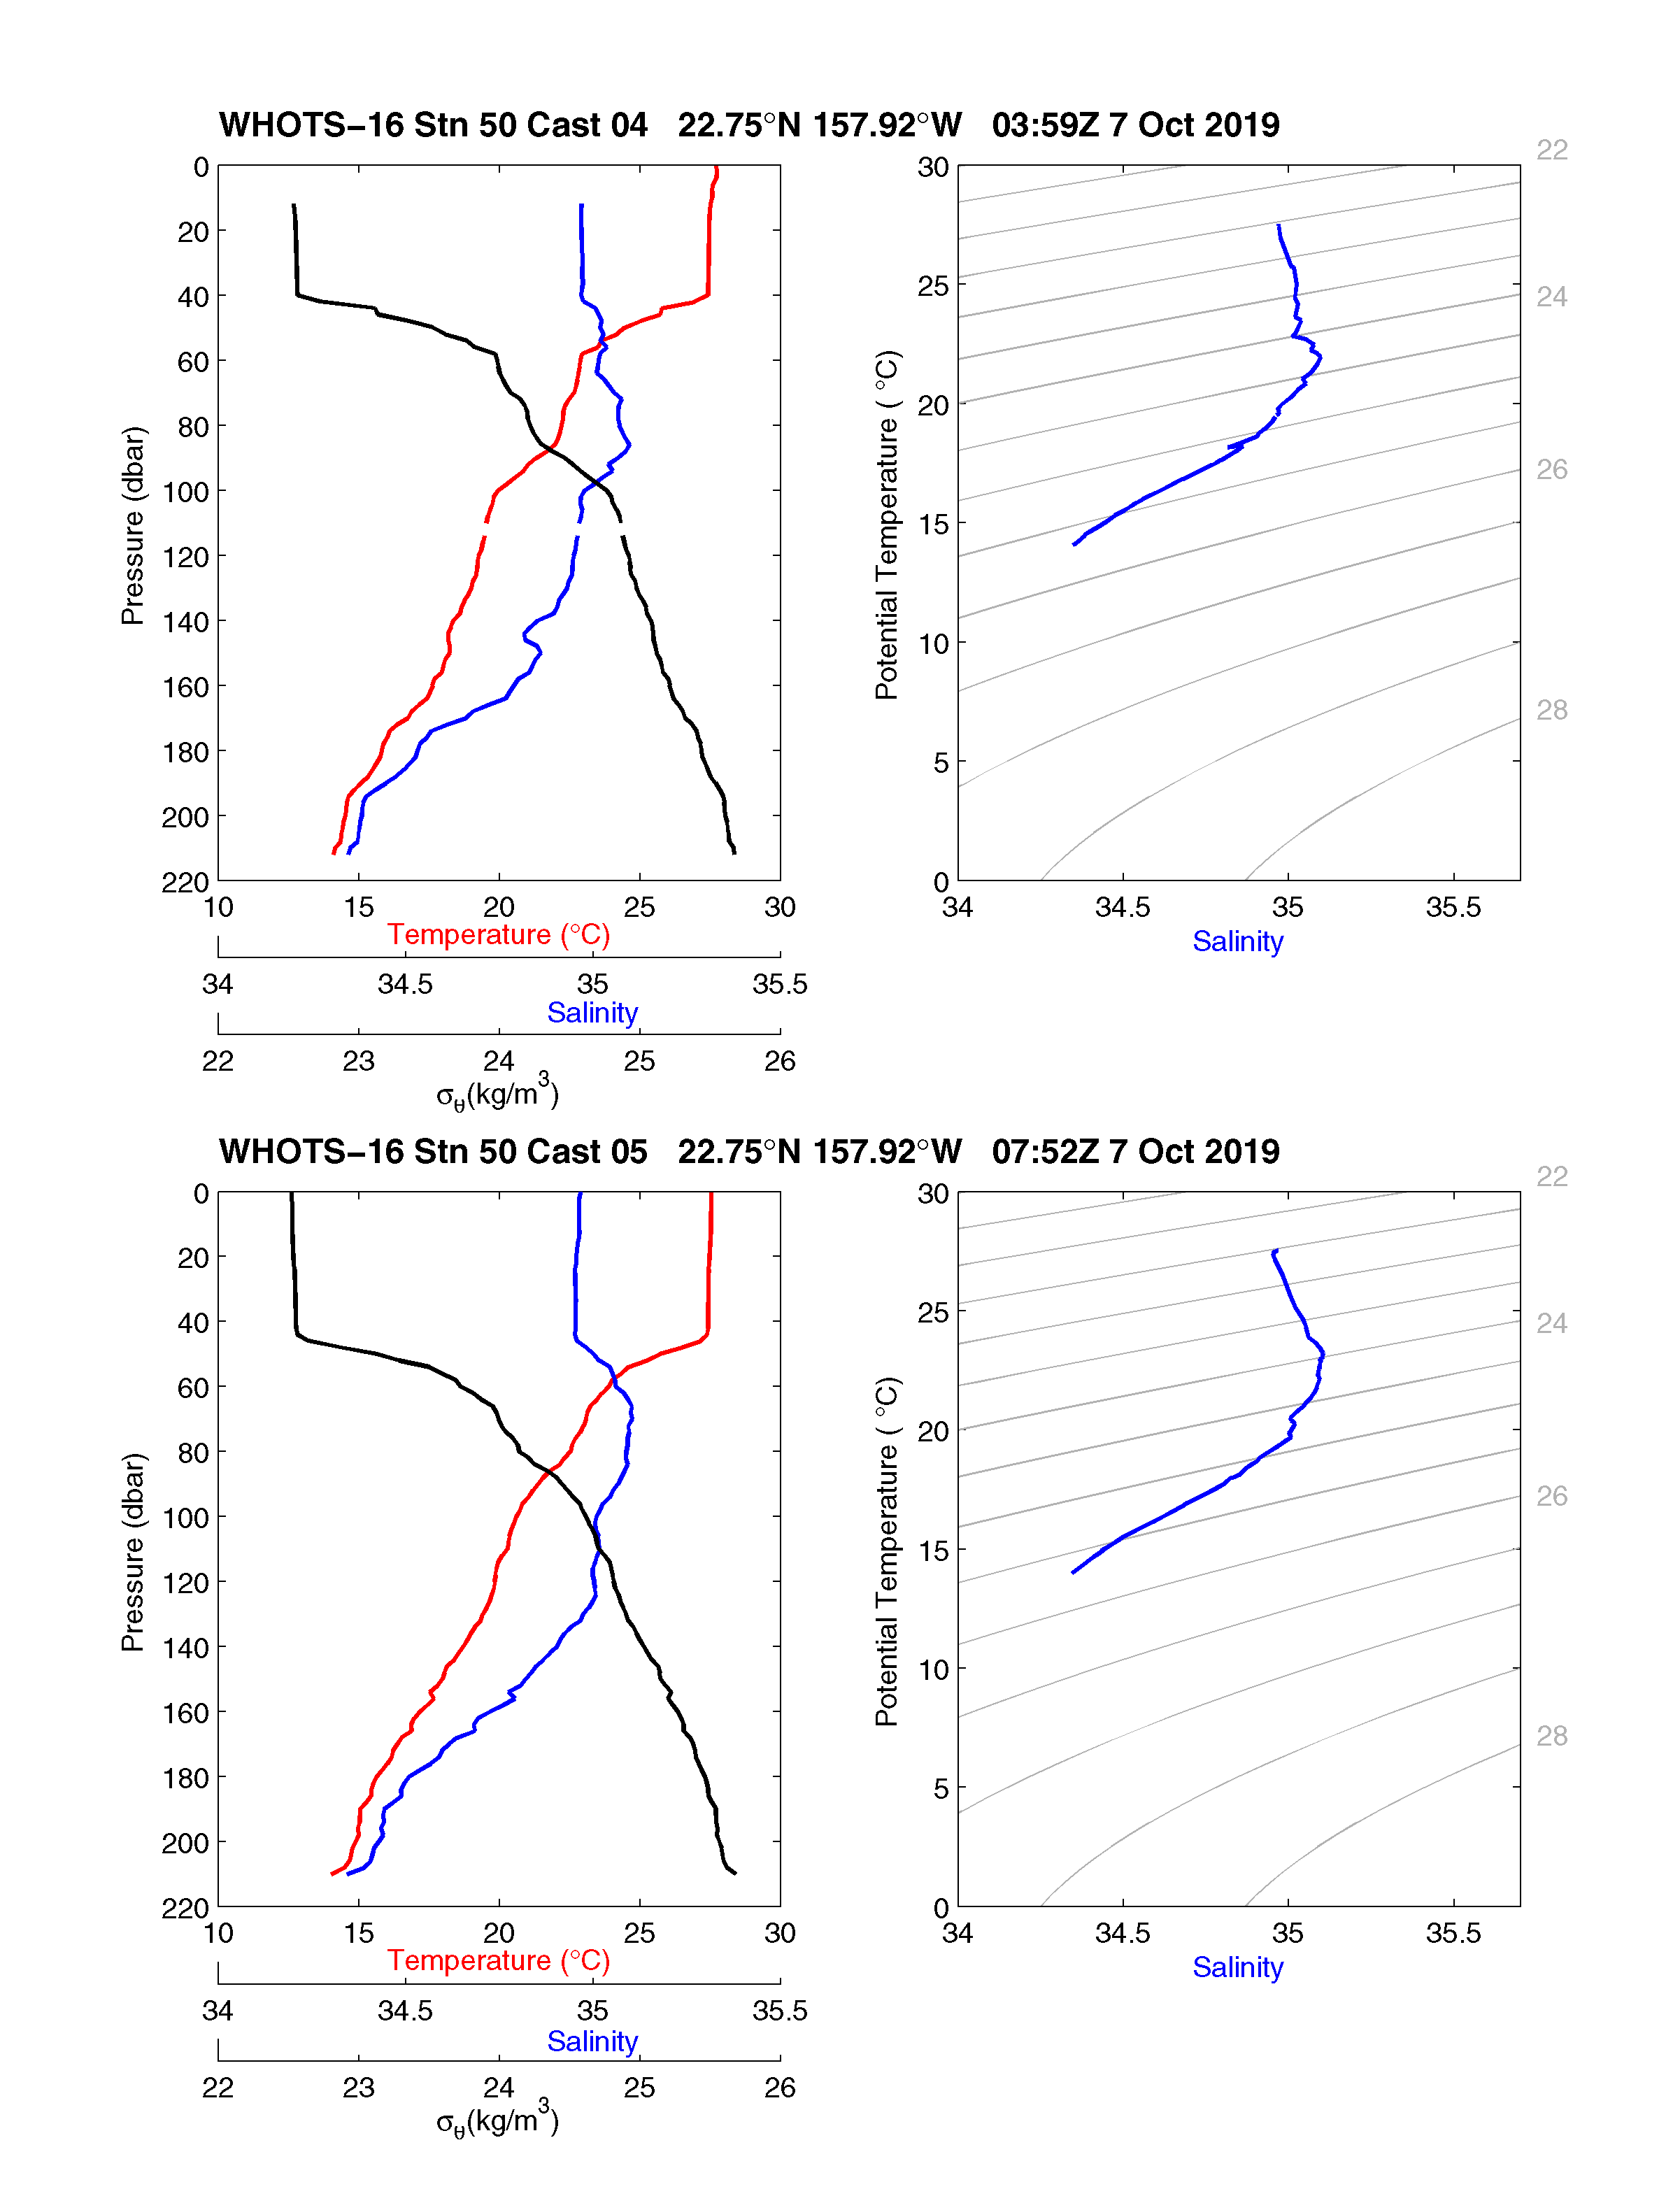 WHOTS−16 Stn 50 Cast 04 22.75°N 157.92°W 03:59Z 7 Oct 2019
0
20
40
60
80
100
120
140
160
180
200
220
Pressure (dbar)
10 15 20 25 30
Temperature (°C)
34 34.5 35 35.5
Salinity
22 23 24 25 26
σθ(kg/m3)
30
25
20
15
10
5
0
Potential Temperature ( °C)
34 34.5 35 35.5
Salinity
22
24
26
28
WHOTS−16 Stn 50 Cast 05 22.75°N 157.92°W 07:52Z 7 Oct 2019
0
20
40
60
80
100
120
140
160
180
200
220
Pressure (dbar)
10 15 20 25 30
Temperature (°C)
34 34.5 35 35.5
Salinity
22 23 24 25 26
σθ(kg/m3)
30
25
20
15
10
5
0
Potential Temperature ( °C)
34 34.5 35 35.5
Salinity
22
24
26
28